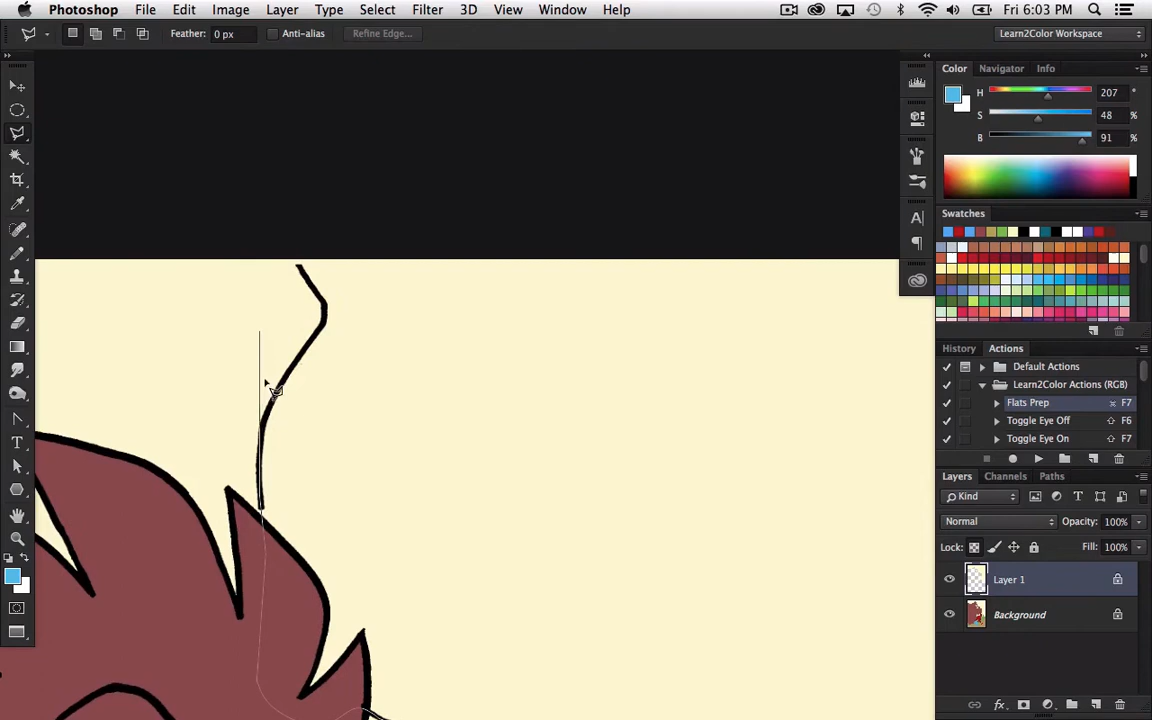 Photoshop File Edit Image Layer Type Select Filter 3D View Window Help Fri 6:03 PM
Feather: 0 px Anti-alias Refine Edge... Learn2Color Workspace
Color Navigator Info
H 207 °
S 48 %
B 91 %
Swatches
History Actions
Default Actions
Learn2Color Actions (RGB)
Flats Prep F7
Toggle Eye Off F6
Toggle Eye On F7
Layers Channels Paths
Kind
Normal Opacity: 100%
Lock: Fill: 100%
Layer 1
Background